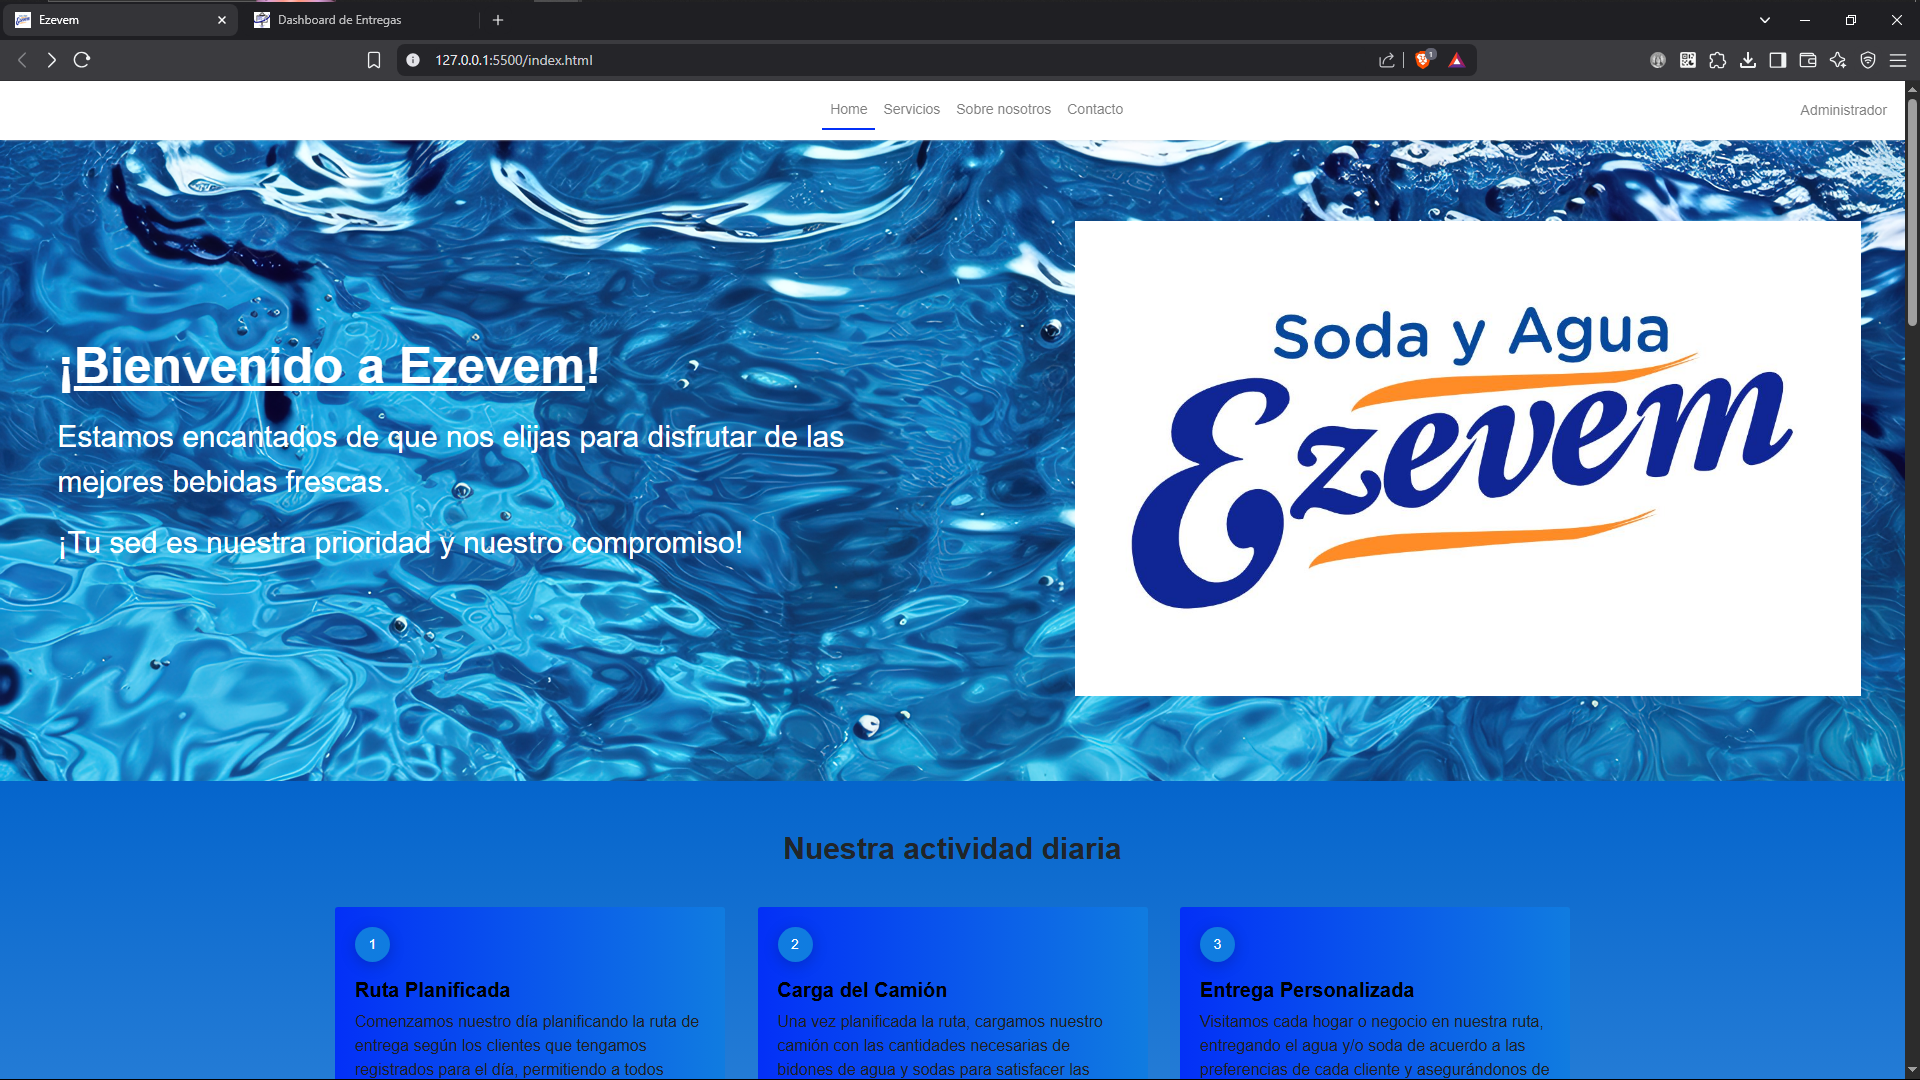 Ezevem
Dashboard de Entregas
127.0.0.1:5500/index.html
1
Home
Servicios
Sobre nosotros
Contacto
Administrador
¡Bienvenido a Ezevem!
Estamos encantados de que nos elijas para disfrutar de las
mejores bebidas frescas.
¡Tu sed es nuestra prioridad y nuestro compromiso!
Soda y Agua
Ezevem
Nuestra actividad diaria
1
Ruta Planificada
Comenzamos nuestro día planificando la ruta de
entrega según los clientes que tengamos
registrados para el día, permitiendo a todos
2
Carga del Camión
Una vez planificada la ruta, cargamos nuestro
camión con las cantidades necesarias de
bidones de agua y sodas para satisfacer las
3
Entrega Personalizada
Visitamos cada hogar o negocio en nuestra ruta,
entregando el agua y/o soda de acuerdo a las
preferencias de cada cliente y asegurándonos de